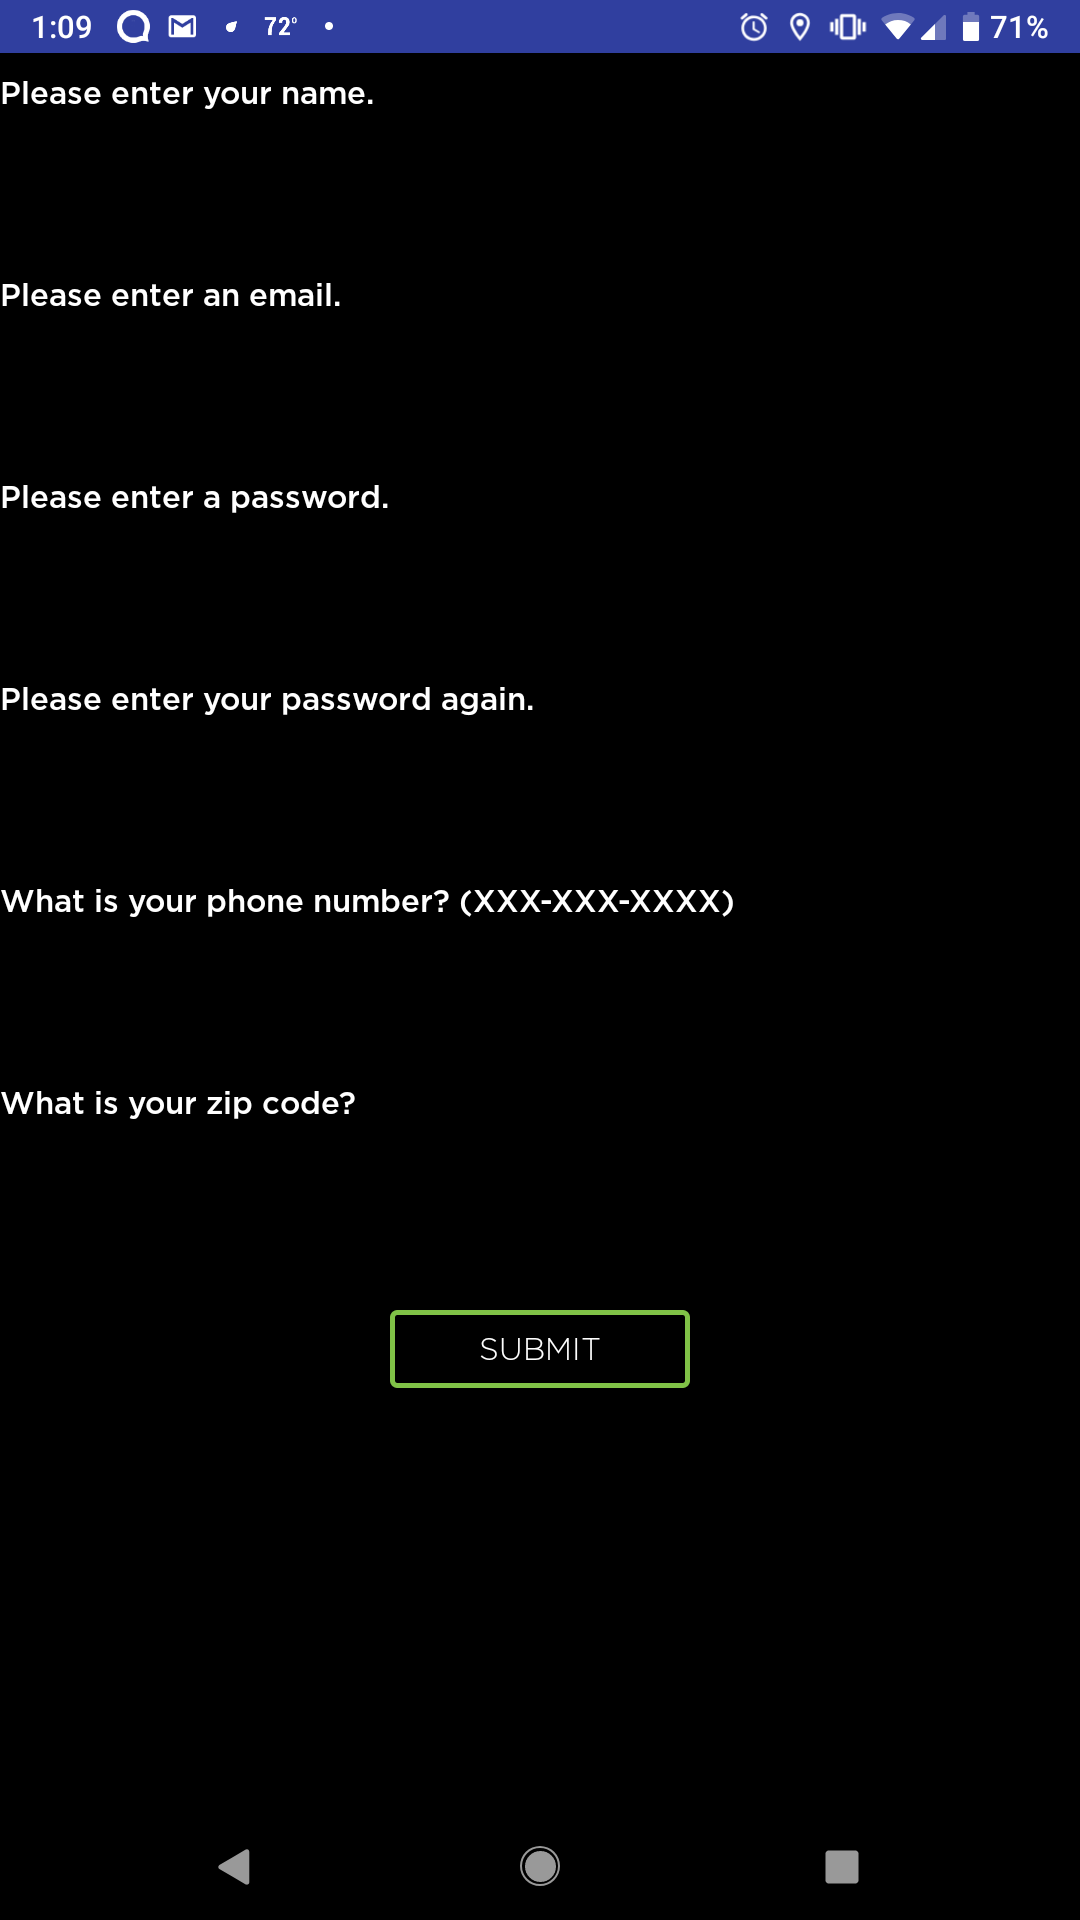 1:09 72° 71%
Please enter your name.
Please enter an email.
Please enter a password.
Please enter your password again.
What is your phone number? (XXX-XXX-XXXX)
What is your zip code?
SUBMIT